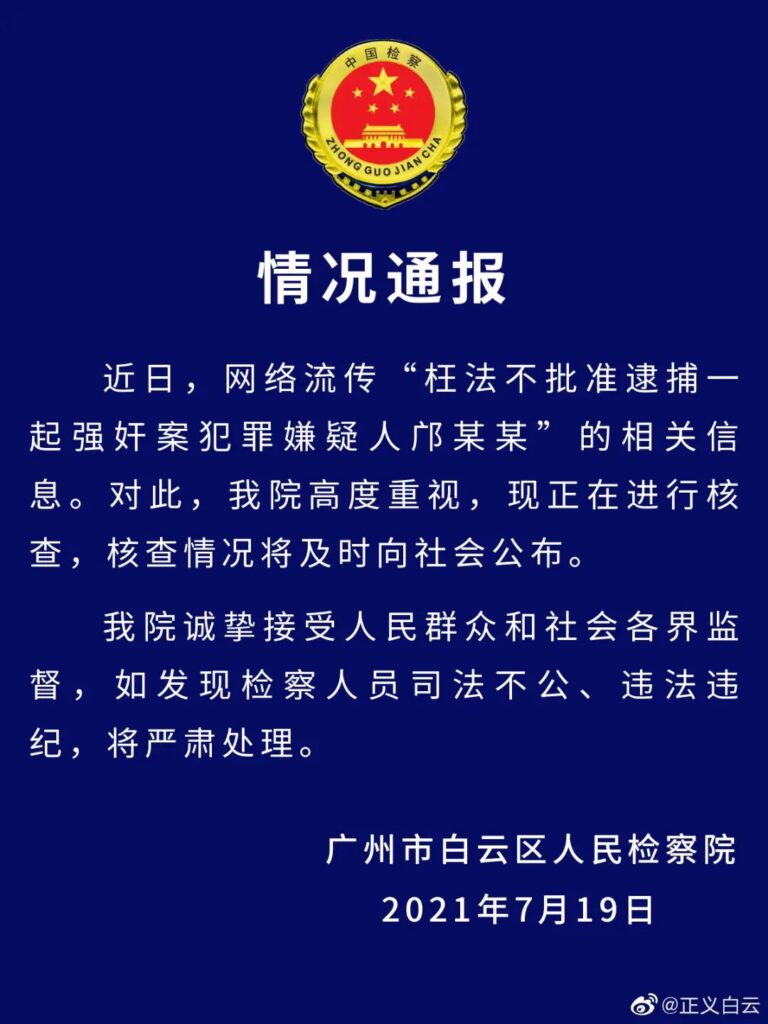 中国检察
ZHONG GUO JIAN CHA
情况通报
近日，网络流传“枉法不批准逮捕一
起强奸案犯罪嫌疑人邝某某”的相关信
息。对此，我院高度重视，现正在进行核
查，核查情况将及时向社会公布。
我院诚挚接受人民群众和社会各界监
督，如发现检察人员司法不公、违法违
纪，将严肃处理。
广州市白云区人民检察院
2021年7月19日
@正义白云